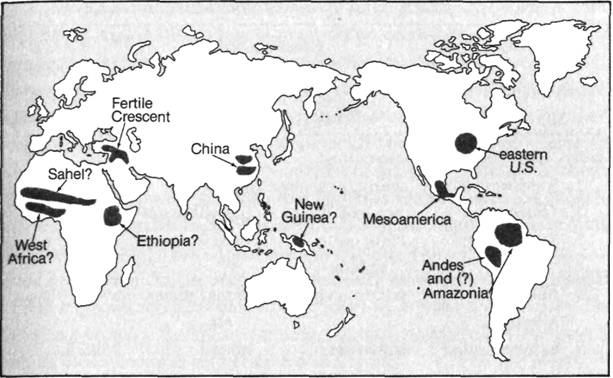 Fertile
Crescent
China
Sahel?
eastern
U.S.
New
Guinea?
Mesoamerica
West
Africa?
Ethiopia?
Andes
and (?)
Amazonia